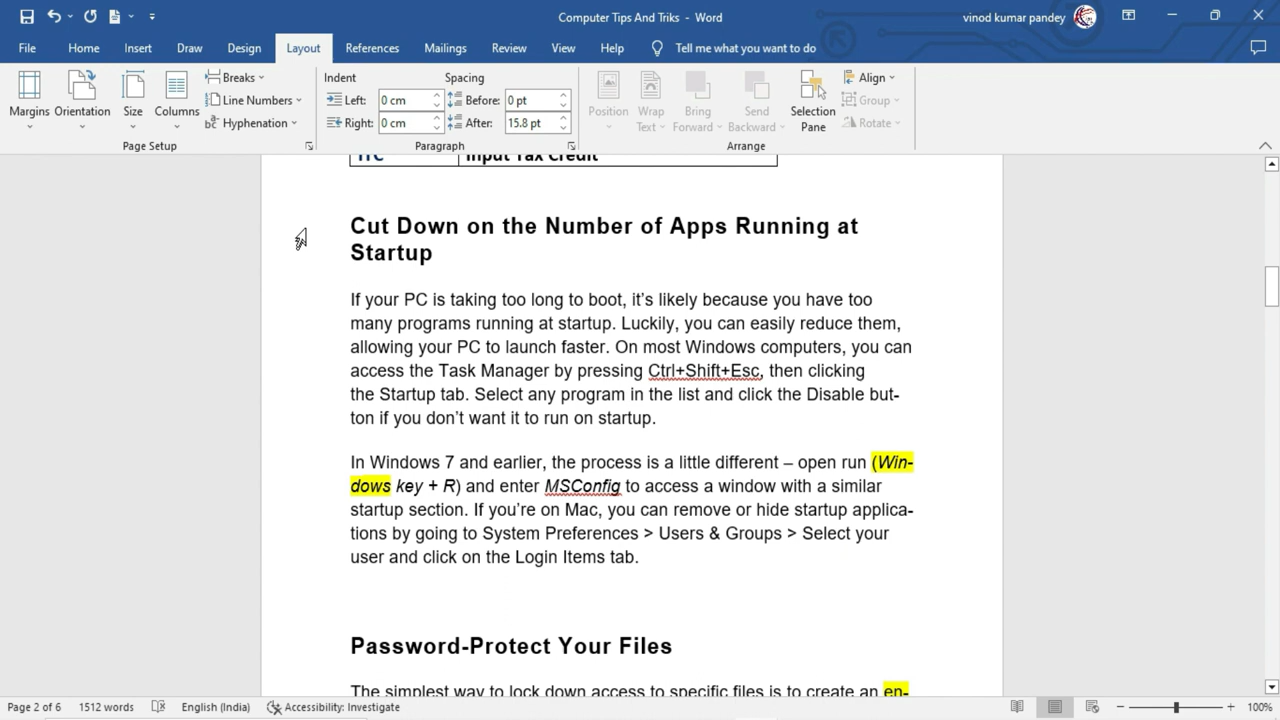 Computer Tips And Triks - Word
vinod kumar pandey
File Home Insert Draw Design Layout References Mailings Review View Help Tell me what you want to do
Margins
Orientation
Size
Columns
Breaks
Line Numbers
Hyphenation
Page Setup
Indent
Left: 0 cm
Right: 0 cm
Spacing
Before: 0 pt
After: 15.8 pt
Paragraph
Position
Wrap
Text
Bring
Forward
Send
Backward
Selection
Pane
Align
Group
Rotate
Arrange
ITC Input Tax Credit
Cut Down on the Number of Apps Running at
Startup
If your PC is taking too long to boot, it’s likely because you have too
many programs running at startup. Luckily, you can easily reduce them,
allowing your PC to launch faster. On most Windows computers, you can
access the Task Manager by pressing Ctrl+Shift+Esc, then clicking
the Startup tab. Select any program in the list and click the Disable but-
ton if you don’t want it to run on startup.
In Windows 7 and earlier, the process is a little different – open run (Win-
dows key + R) and enter MSConfig to access a window with a similar
startup section. If you’re on Mac, you can remove or hide startup applica-
tions by going to System Preferences > Users & Groups > Select your
user and click on the Login Items tab.
Password-Protect Your Files
The simplest way to lock down access to specific files is to create an en-
Page 2 of 6 1512 words English (India) Accessibility: Investigate 100%